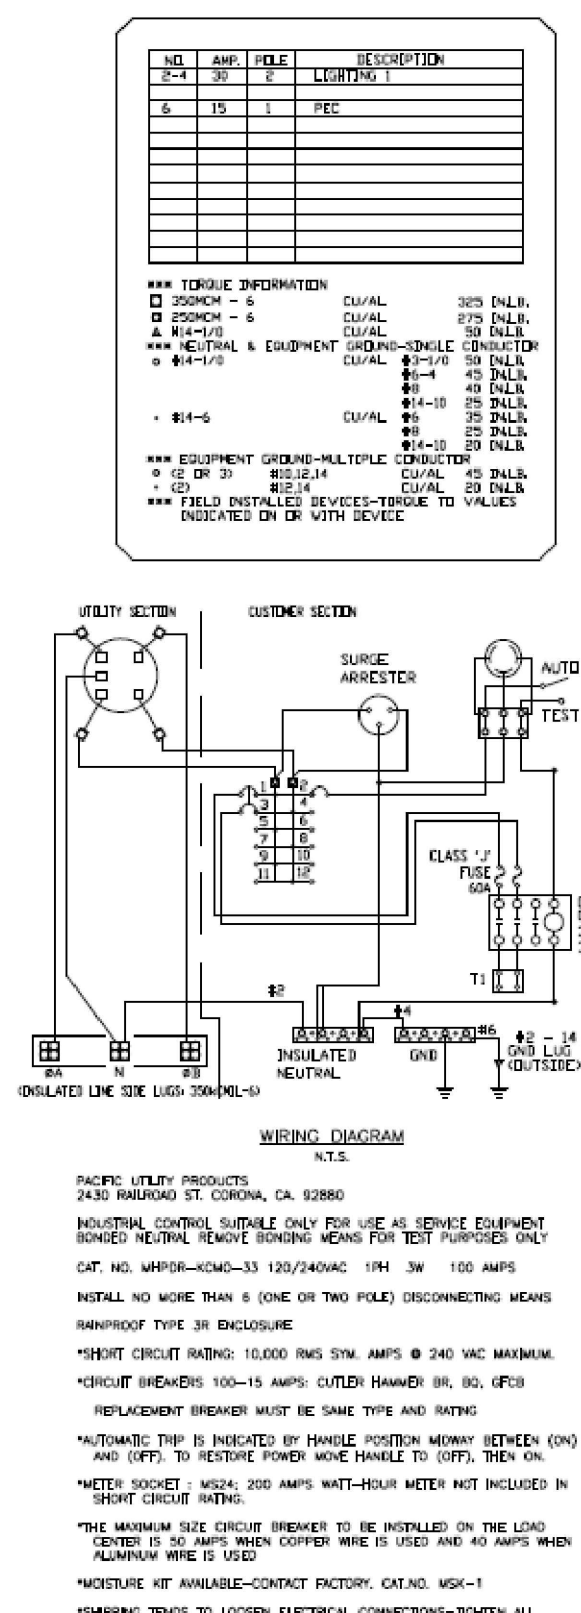 NO. AMP. POLE DESCRIPTION
2-4 30 2 LIGHTING 1
6 15 1 PEC
*** TORQUE INFORMATION
350MCM - 6 CU/AL 325 IN.LB.
250MCM - 6 CU/AL 275 IN.LB.
#14-1/0 CU/AL 50 IN.LB.
*** NEUTRAL & EQUIPMENT GROUND-SINGLE CONDUCTOR
#14-1/0 CU/AL #3-1/0 50 IN.LB.
#6-4 45 IN.LB.
#8 40 IN.LB.
#14-10 25 IN.LB.
#14-6 CU/AL #6 35 IN.LB.
#8 25 IN.LB.
#14-10 20 IN.LB.
*** EQUIPMENT GROUND-MULTIPLE CONDUCTOR
(2 OR 3) #10,12,14 CU/AL 45 IN.LB.
(2) #12,14 CU/AL 20 IN.LB.
*** FIELD INSTALLED DEVICES-TORQUE TO VALUES
INDICATED ON OR WITH DEVICE
UTILITY SECTION CUSTOMER SECTION
SURGE
ARRESTER
AUTO
TEST
1 2
3 4
5 6
7 8
9 10
11 12
CLASS 'J'
FUSE
60A
T1
#2
#4
#6
INSULATED
NEUTRAL
GND
#2 - 14
GND LUG
(OUTSIDE)
ØA N ØB
(INSULATED LINE SIDE LUGS: 350kCMIL-6)
WIRING DIAGRAM
N.T.S.
PACIFIC UTILITY PRODUCTS
2430 RAILROAD ST. CORONA, CA. 92880
INDUSTRIAL CONTROL SUITABLE ONLY FOR USE AS SERVICE EQUIPMENT
BONDED NEUTRAL REMOVE BONDING MEANS FOR TEST PURPOSES ONLY
CAT. NO. MHPDR-KCMO-33 120/240VAC 1PH 3W 100 AMPS
INSTALL NO MORE THAN 6 (ONE OR TWO POLE) DISCONNECTING MEANS
RAINPROOF TYPE 3R ENCLOSURE
*SHORT CIRCUIT RATING: 10,000 RMS SYM. AMPS @ 240 VAC MAXIMUM.
*CIRCUIT BREAKERS 100-15 AMPS: CUTLER HAMMER BR, BQ, GFCB
REPLACEMENT BREAKER MUST BE SAME TYPE AND RATING
*AUTOMATIC TRIP IS INDICATED BY HANDLE POSITION MIDWAY BETWEEN (ON)
AND (OFF). TO RESTORE POWER MOVE HANDLE TO (OFF), THEN ON.
*METER SOCKET : MS24; 200 AMPS WATT-HOUR METER NOT INCLUDED IN
SHORT CIRCUIT RATING.
*THE MAXIMUM SIZE CIRCUIT BREAKER TO BE INSTALLED ON THE LOAD
CENTER IS 50 AMPS WHEN COPPER WIRE IS USED AND 40 AMPS WHEN
ALUMINUM WIRE IS USED
*MOISTURE KIT AVAILABLE-CONTACT FACTORY. CAT.NO. MSK-1
*SHIPPING TENDS TO LOOSEN ELECTRICAL CONNECTIONS-TIGHTEN ALL